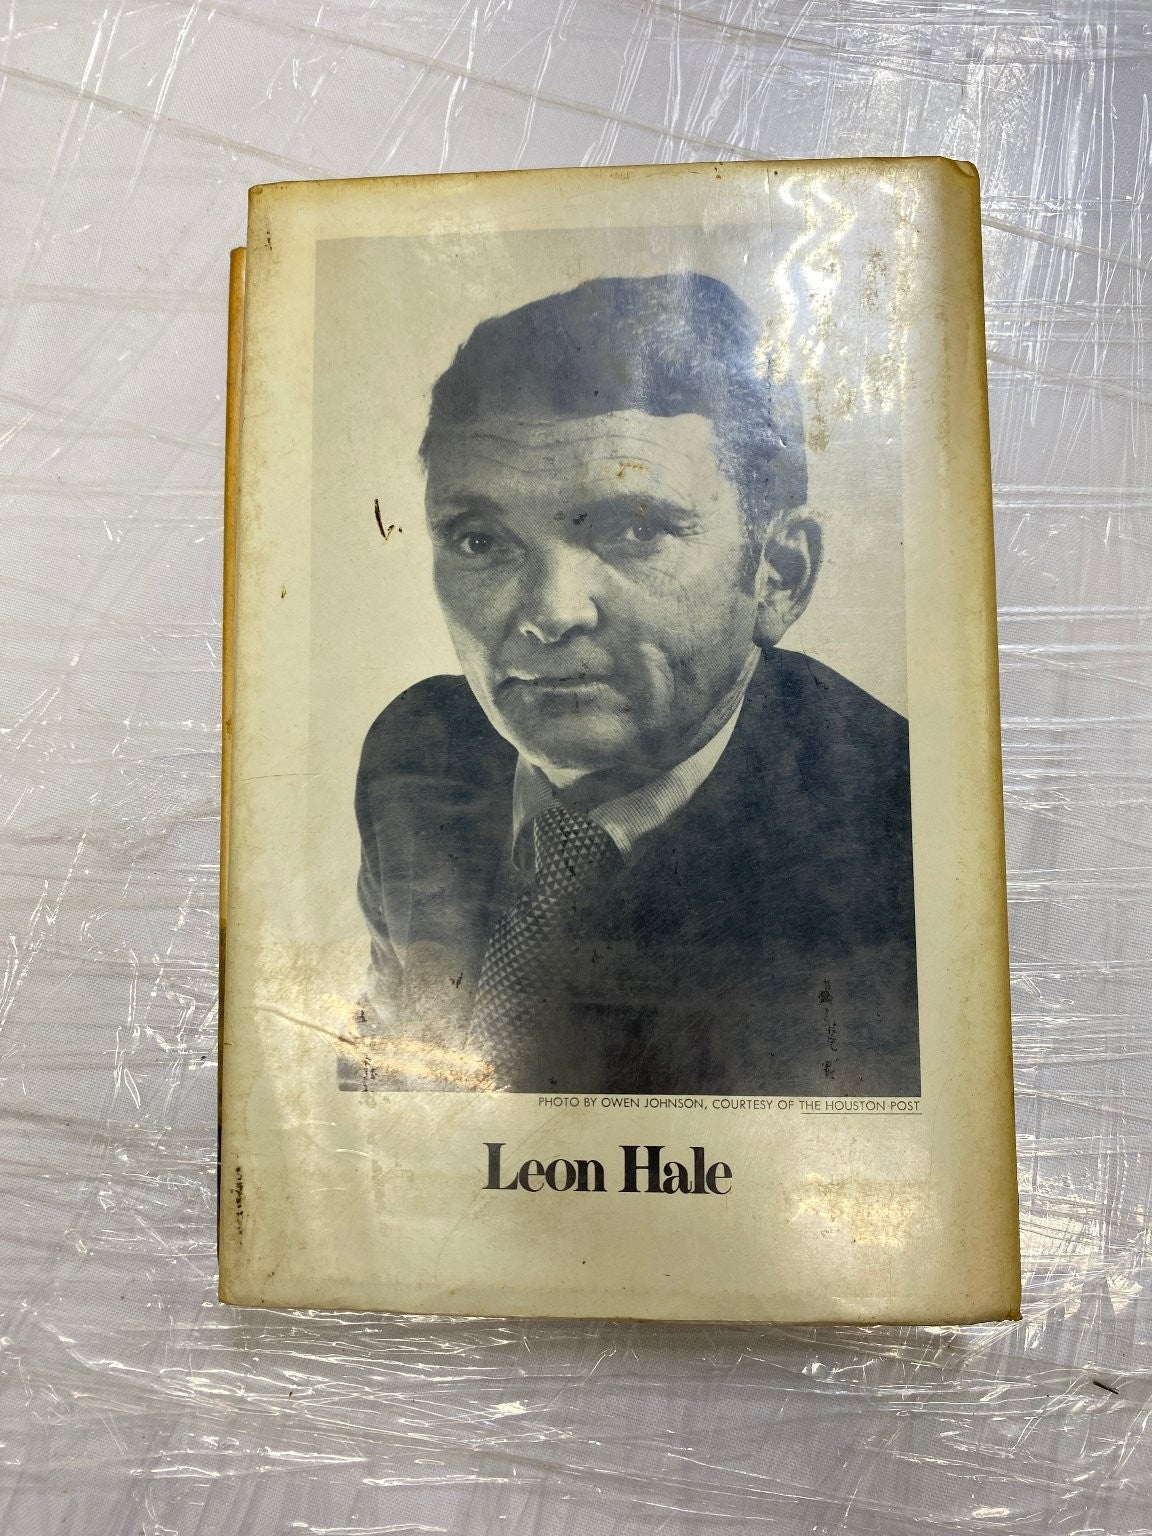 PHOTO BY OWEN JOHNSON, COURTESY OF THE HOUSTON POST
Leon Hale